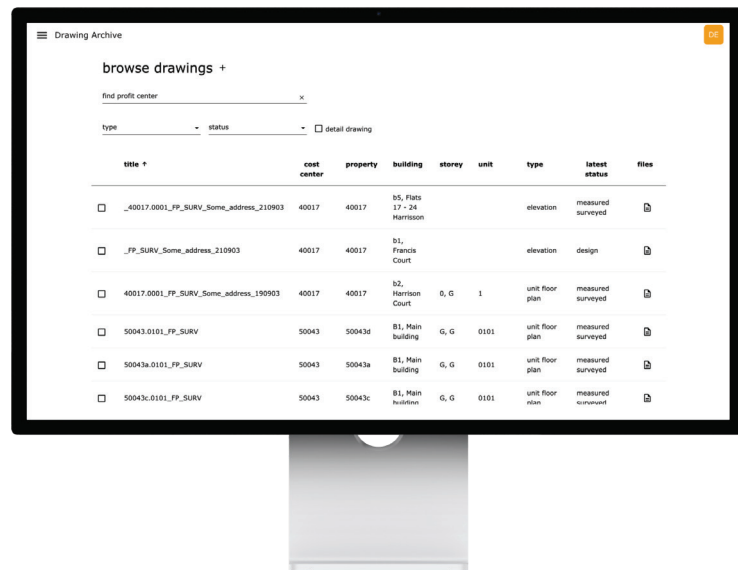 Drawing Archive
DE
browse drawings +
find profit center ×
type status detail drawing
title ↑ cost center property building storey unit type latest status files
_40017.0001_FP_SURV_Some_address_210903 40017 40017 b5, Flats 17 - 24 Harrisson elevation measured surveyed
_FP_SURV_Some_address_210903 40017 40017 b1, Francis Court elevation design
40017.0001_FP_SURV_Some_address_190903 40017 40017 b2, Harrison Court 0, G 1 unit floor plan measured surveyed
50043.0101_FP_SURV 50043 50043d B1, Main building G, G 0101 unit floor plan measured surveyed
50043a.0101_FP_SURV 50043 50043a B1, Main building G, G 0101 unit floor plan measured surveyed
50043c.0101_FP_SURV 50043 50043c B1, Main building G, G 0101 unit floor plan measured surveyed